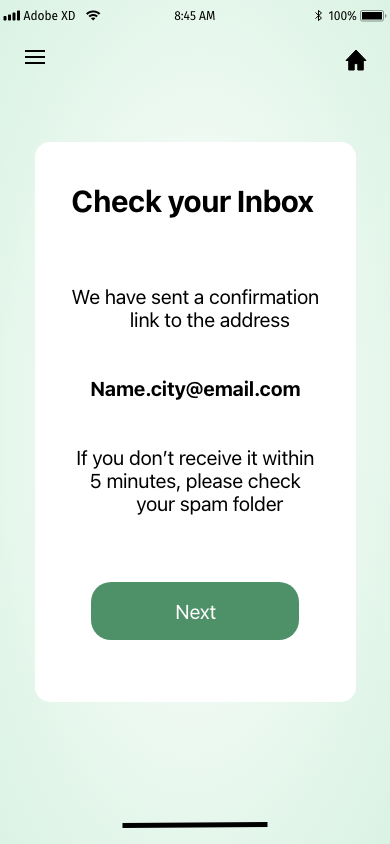 Adobe XD 8:45 AM 100%
Check your Inbox
We have sent a confirmation
link to the address
Name.city@email.com
If you don’t receive it within
5 minutes, please check
your spam folder
Next